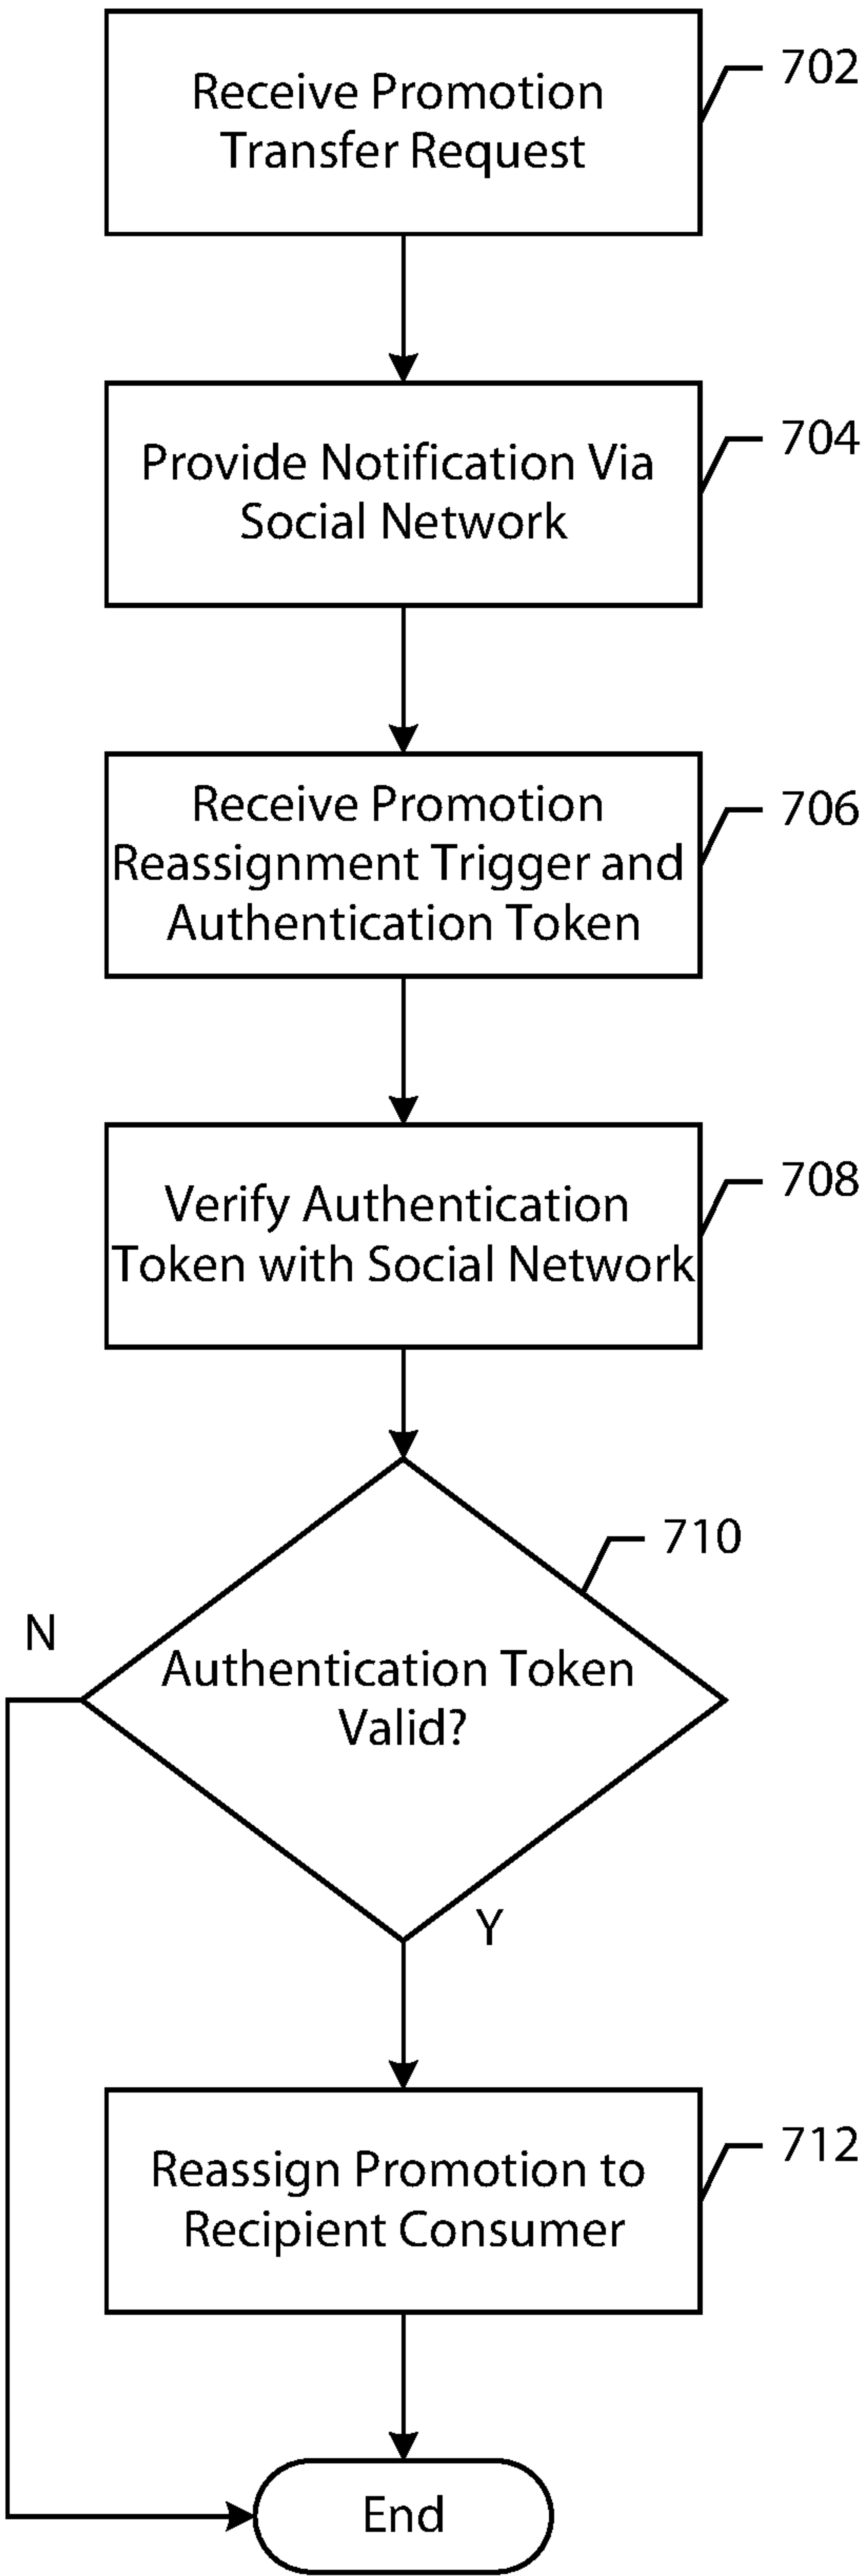 Receive Promotion
Transfer Request
702
Provide Notification Via
Social Network
704
Receive Promotion
Reassignment Trigger and
Authentication Token
706
Verify Authentication
Token with Social Network
708
710
N
Authentication Token
Valid?
Y
Reassign Promotion to
Recipient Consumer
712
End